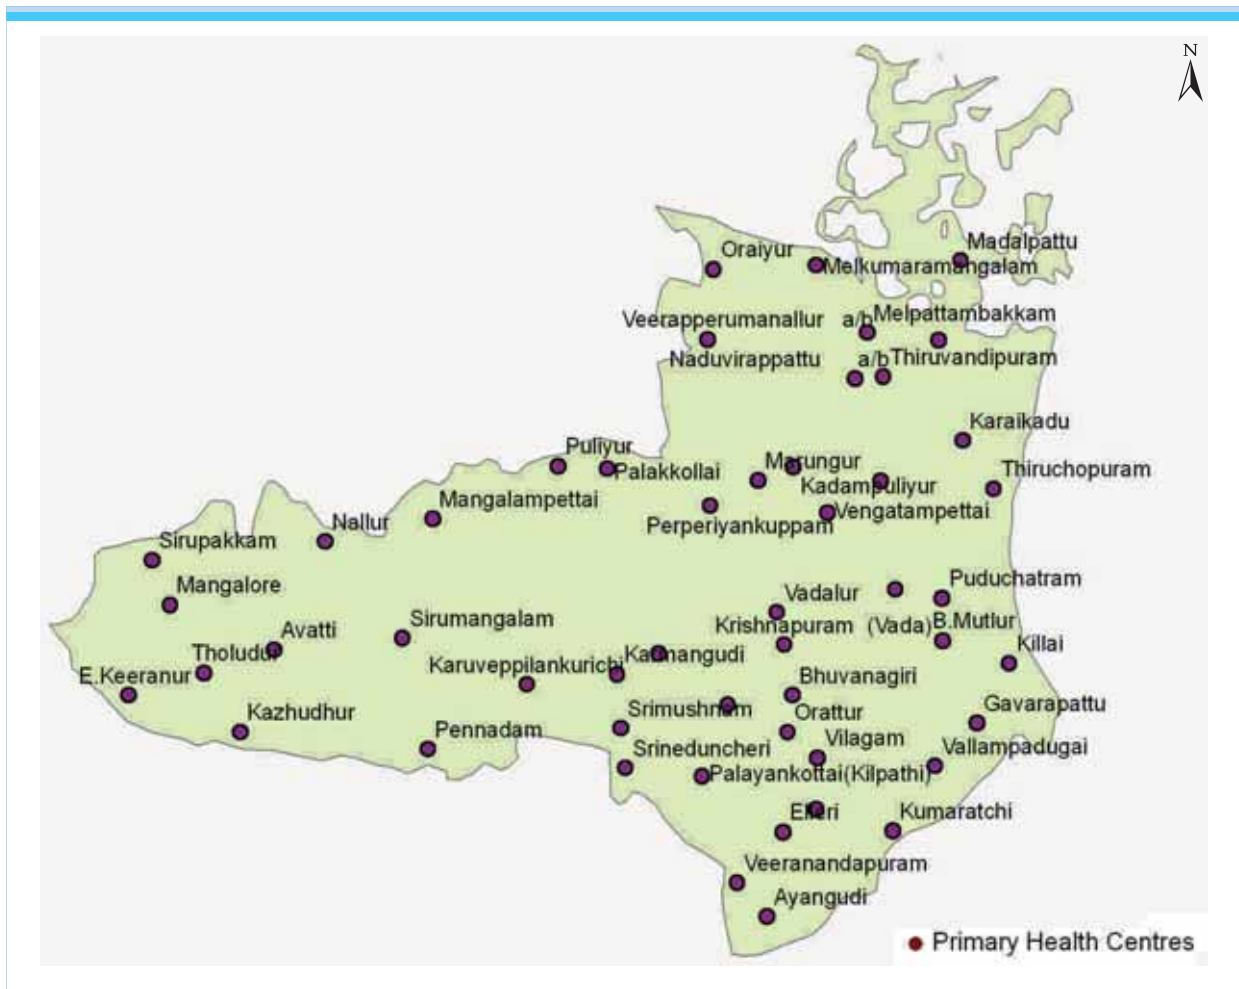 N
Madalpattu
Oraiyur
Melkumaramangalam
Veerapperumanallur
a/b
Melpattambakkam
Naduvirappattu
a/b
Thiruvandipuram
Karaikadu
Puliyur
Palakkollai
Marungur
Thiruchopuram
Kadampuliyur
Mangalampettai
Perperiyankuppam
Vengatampettai
Nallur
Sirupakkam
Mangalore
Puduchatram
Vadalur
Sirumangalam
Krishnapuram
(Vada)
B.Mutlur
Avatti
Killai
Tholudur
Karuveppilankurichi
Kammangudi
E.Keeranur
Bhuvanagiri
Gavarapattu
Kazhudhur
Srimushnam
Orattur
Pennadam
Vilagam
Vallampadugai
Srineduncheri
Palayankottai(Kilpathi)
Kumaratchi
Veeranandapuram
Ayangudi
Primary Health Centres